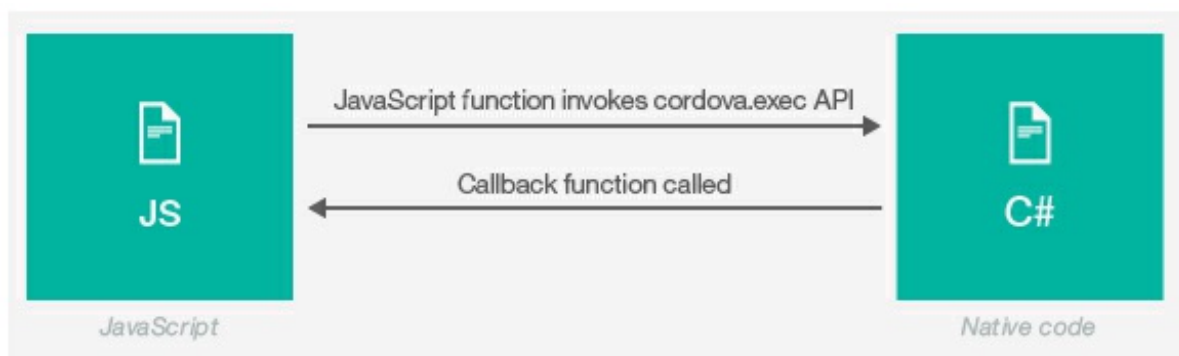 JavaScript function invokes cordova.exec API
Callback function called
JS
C#
JavaScript
Native code